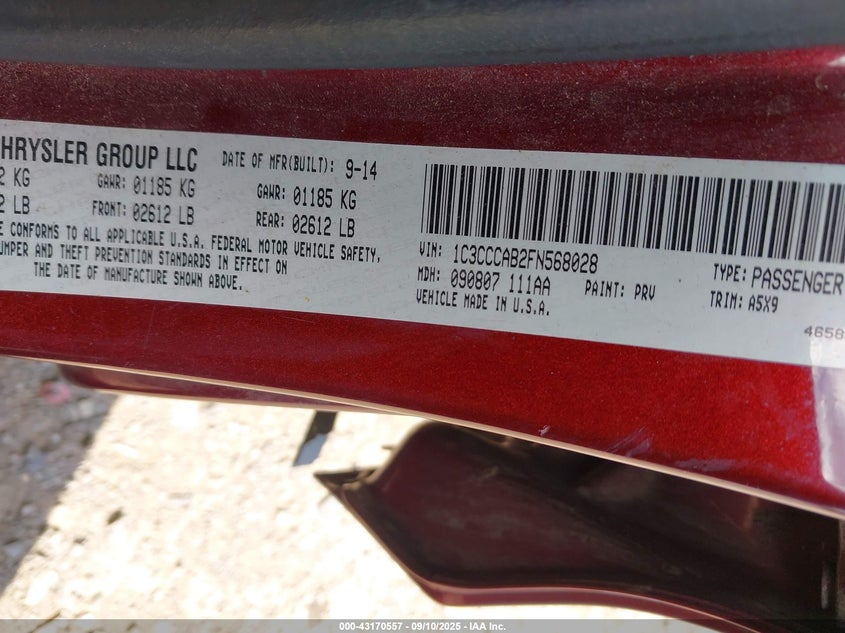 HRYSLER GROUP LLC DATE OF MFR(BUILT): 9-14
2 KG GAWR: 01185 KG GAWR: 01185 KG
2 LB FRONT: 02612 LB REAR: 02612 LB
E CONFORMS TO ALL APPLICABLE U.S.A. FEDERAL MOTOR VEHICLE SAFETY,
UMPER AND THEFT PREVENTION STANDARDS IN EFFECT ON
THE DATE OF MANUFACTURE SHOWN ABOVE.
VIN: 1C3CCCAB2FN568028 TYPE: PASSENGER
MDH: 090807 111AA PAINT: PRV TRIM: A5X9
VEHICLE MADE IN U.S.A.
4658
000-43170557 - 09/10/2025 - IAA Inc.